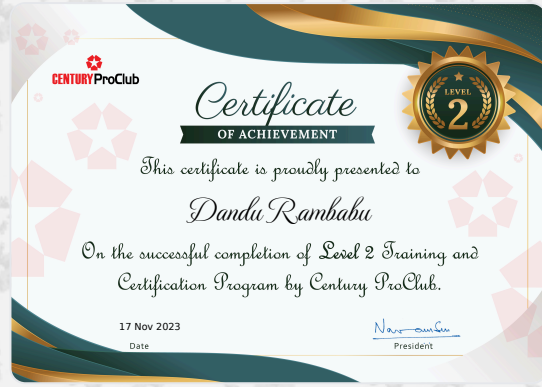 CENTURY ProClub
Certificate
OF ACHIEVEMENT
LEVEL
2
This certificate is proudly presented to
Dandu Rambabu
On the successful completion of Level 2 Training and
Certification Program by Century ProClub.
17 Nov 2023
Date
President